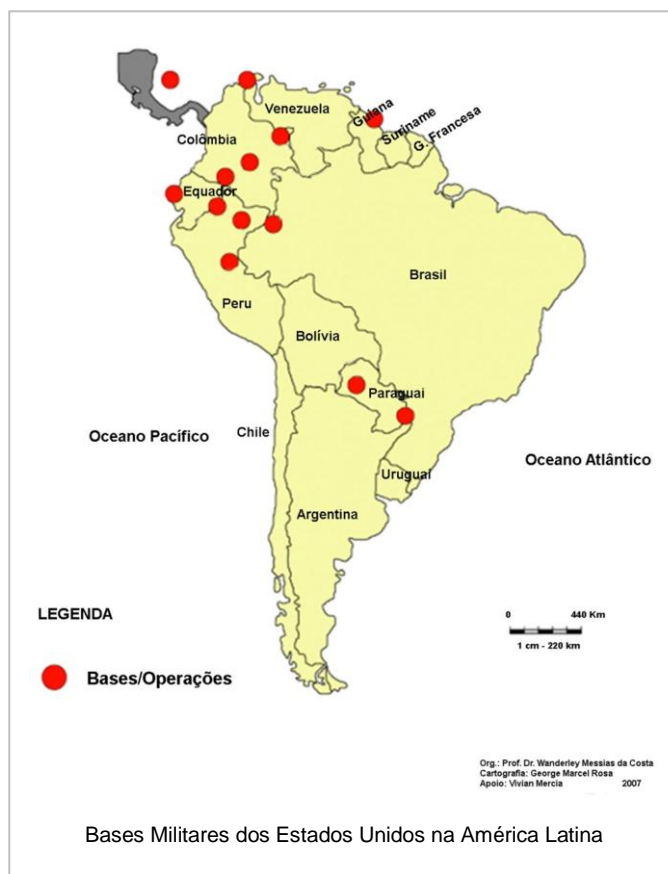 Venezuela
Guiana
Suriname
G. Francesa
Colômbia
Equador
Brasil
Peru
Bolívia
Paraguai
Oceano Pacífico
Chile
Oceano Atlântico
Uruguai
Argentina
LEGENDA
0 440 Km
1 cm - 220 km
Bases/Operações
Org.: Prof. Dr. Wanderley Messias da Costa
Cartografia: George Marcel Rosa
Apoio: Vivian Mercia 2007
Bases Militares dos Estados Unidos na América Latina